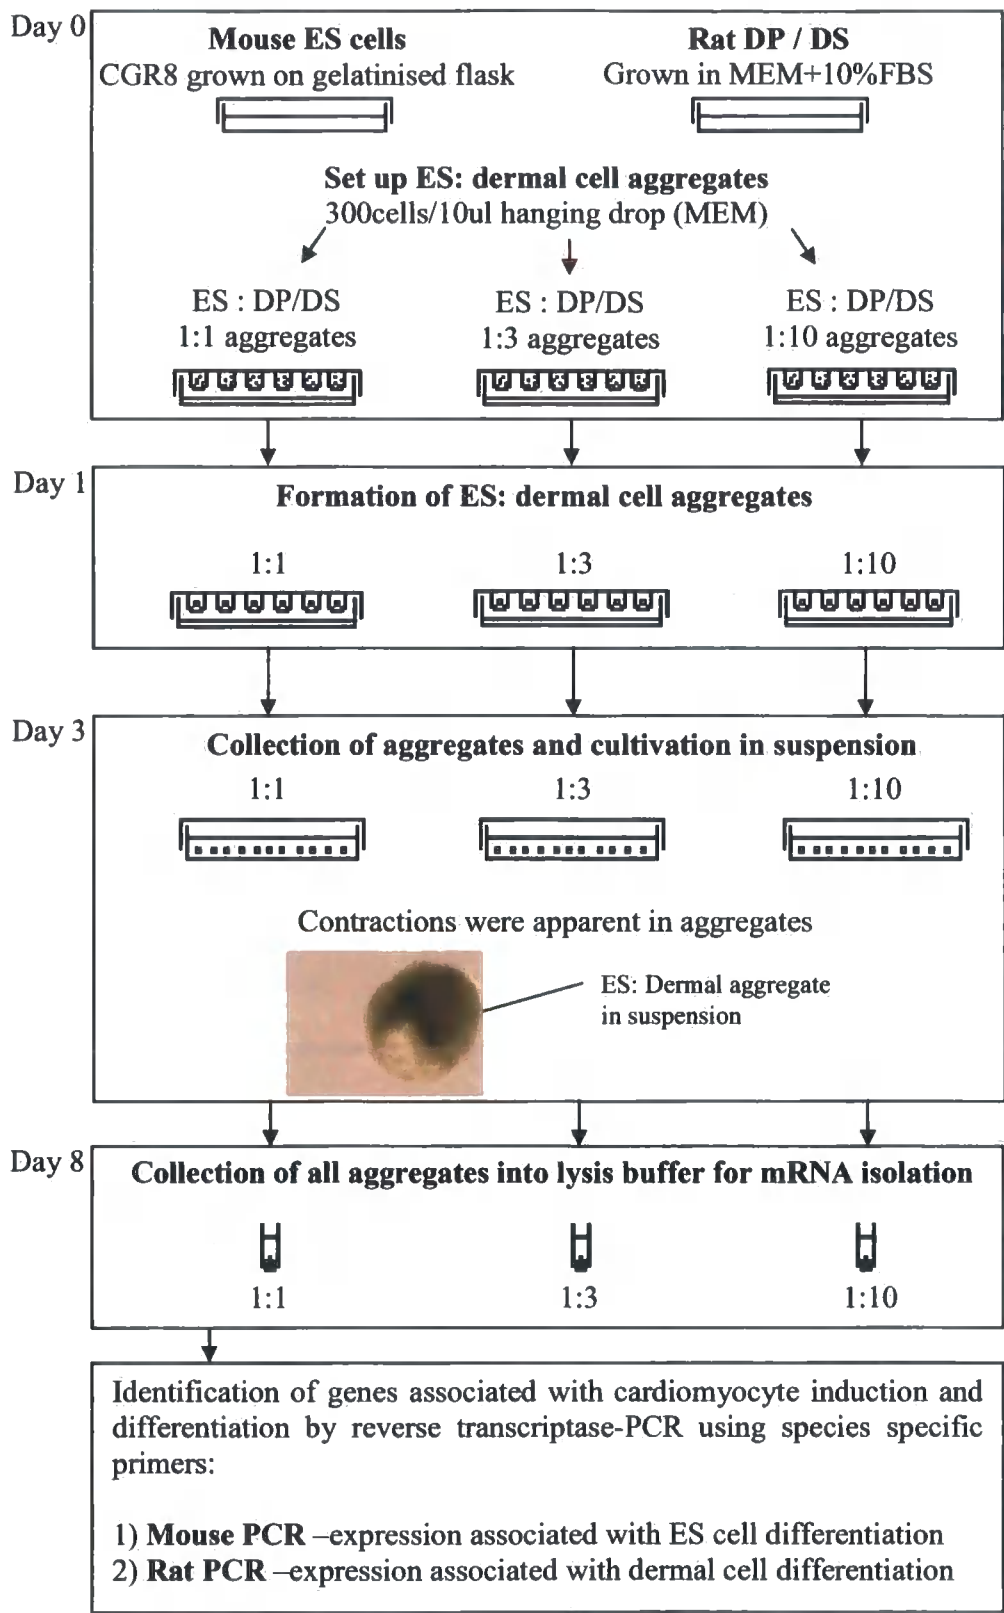 Day 0
Mouse ES cells
CGR8 grown on gelatinised flask
Rat DP / DS
Grown in MEM+10%FBS
Set up ES: dermal cell aggregates
300cells/10ul hanging drop (MEM)
ES : DP/DS
1:1 aggregates
ES : DP/DS
1:3 aggregates
ES : DP/DS
1:10 aggregates
Day 1
Formation of ES: dermal cell aggregates
1:1
1:3
1:10
Day 3
Collection of aggregates and cultivation in suspension
1:1
1:3
1:10
Contractions were apparent in aggregates
ES: Dermal aggregate
in suspension
Day 8
Collection of all aggregates into lysis buffer for mRNA isolation
1:1
1:3
1:10
Identification of genes associated with cardiomyocyte induction and
differentiation by reverse transcriptase-PCR using species specific
primers:
1) Mouse PCR –expression associated with ES cell differentiation
2) Rat PCR –expression associated with dermal cell differentiation